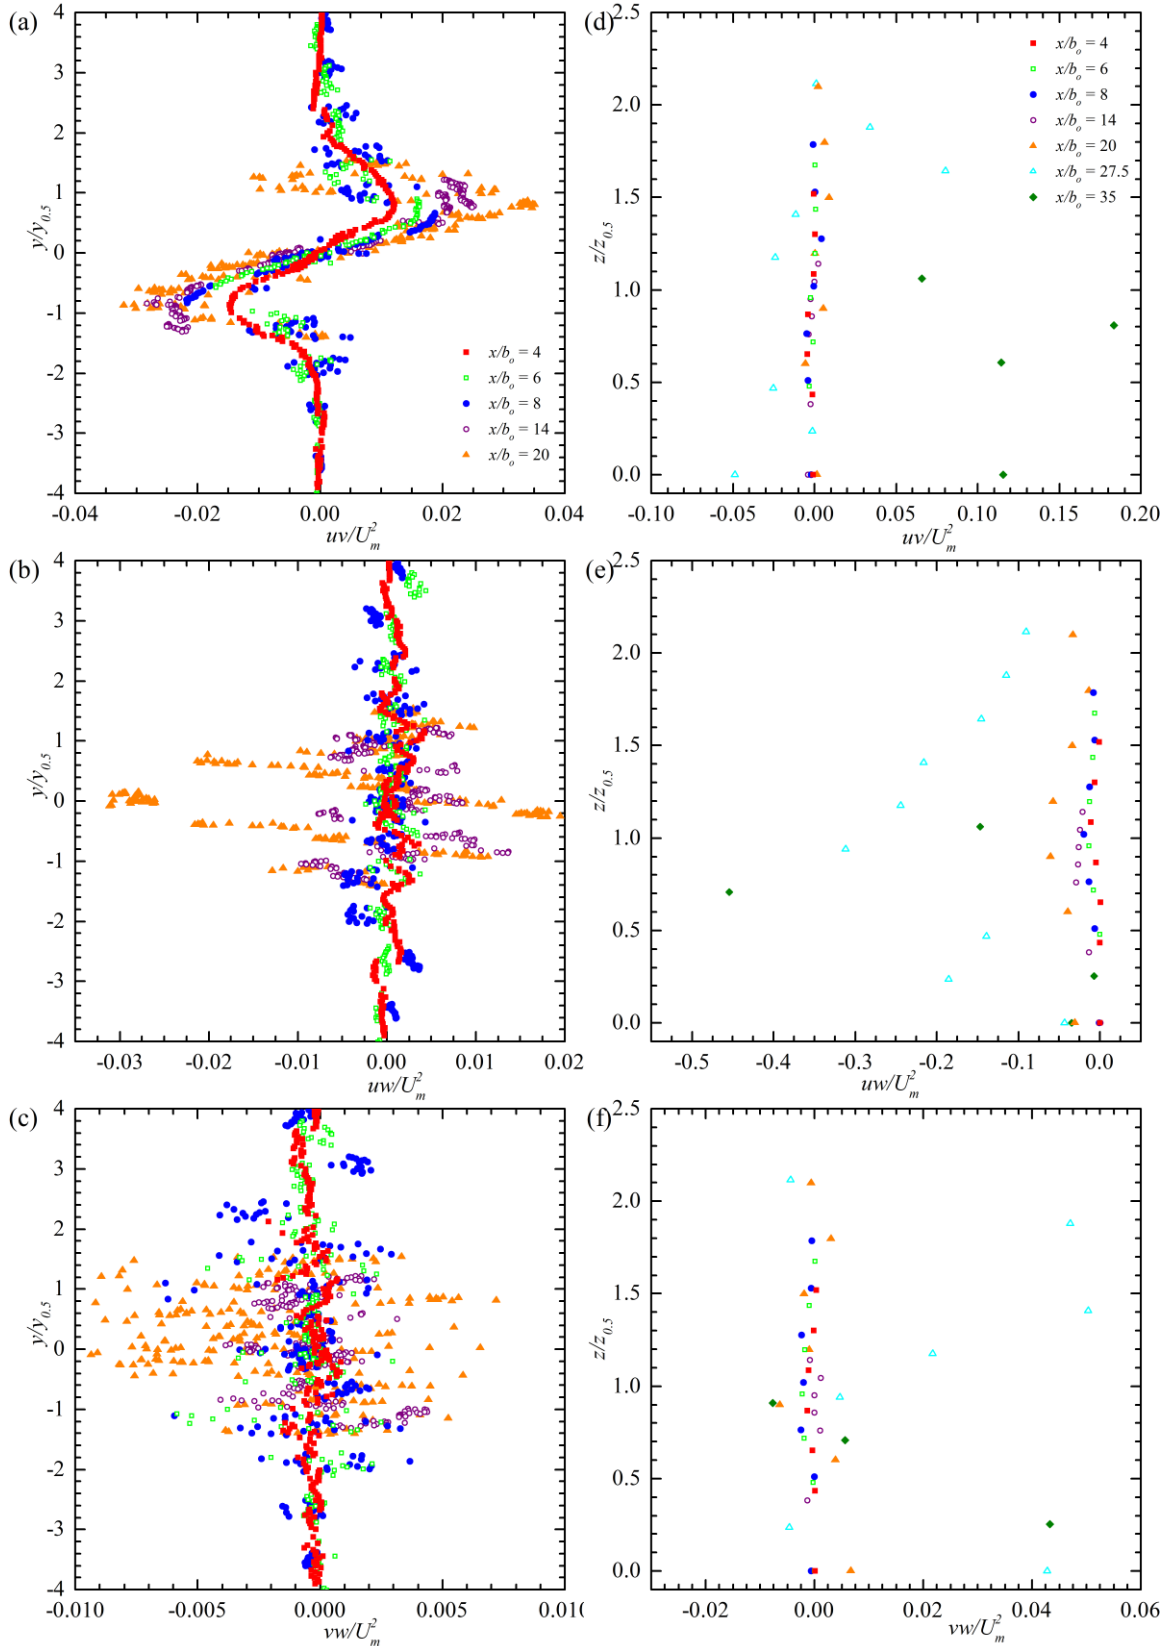 (a)
4
3
2
1
0
-1
-2
-3
-4
y/y0.5
x/bo = 4
x/bo = 6
x/bo = 8
x/bo = 14
x/bo = 20
-0.04 -0.02 0.00 0.02 0.04
uv/U²m
(d)
2.5
2.0
1.5
1.0
0.5
0.0
z/z0.5
x/bo = 4
x/bo = 6
x/bo = 8
x/bo = 14
x/bo = 20
x/bo = 27.5
x/bo = 35
-0.10 -0.05 0.00 0.05 0.10 0.15 0.20
uv/U²m
(b)
4
3
2
1
0
-1
-2
-3
-4
y/y0.5
-0.03 -0.02 -0.01 0.00 0.01 0.02
uw/U²m
(e)
2.5
2.0
1.5
1.0
0.5
0.0
z/z0.5
-0.5 -0.4 -0.3 -0.2 -0.1 0.0
uw/U²m
(c)
4
3
2
1
0
-1
-2
-3
-4
y/y0.5
-0.010 -0.005 0.000 0.005 0.010
vw/U²m
(f)
2.5
2.0
1.5
1.0
0.5
0.0
z/z0.5
-0.02 0.00 0.02 0.04 0.06
vw/U²m